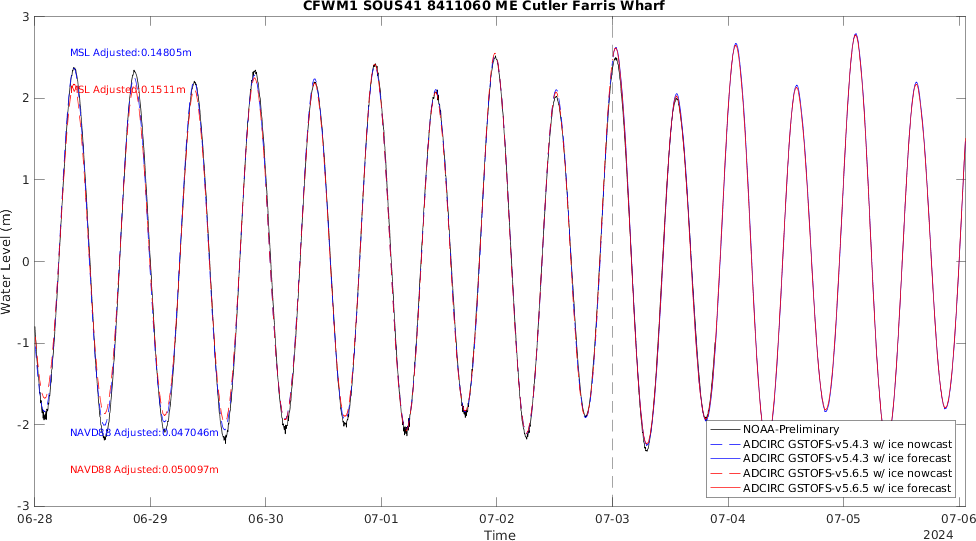 CFWM1 SOUS41 8411060 ME Cutler Farris Wharf
3
2
1
0
-1
-2
-3
Water Level (m)
MSL Adjusted:0.14805m
MSL Adjusted:0.1511m
NAVD88 Adjusted:0.047046m
NAVD88 Adjusted:0.050097m
NOAA-Preliminary
ADCIRC GSTOFS-v5.4.3 w/ ice nowcast
ADCIRC GSTOFS-v5.4.3 w/ ice forecast
ADCIRC GSTOFS-v5.6.5 w/ ice nowcast
ADCIRC GSTOFS-v5.6.5 w/ ice forecast
06-28 06-29 06-30 07-01 07-02 07-03 07-04 07-05 07-06
Time 2024